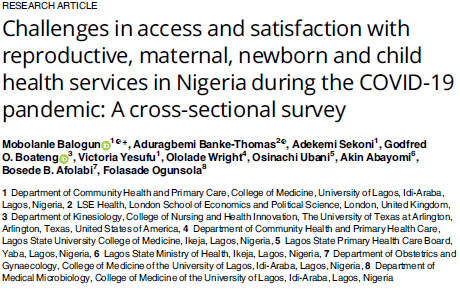 RESEARCH ARTICLE
Challenges in access and satisfaction with
reproductive, maternal, newborn and child
health services in Nigeria during the COVID-19
pandemic: A cross-sectional survey
Mobolanle Balogun1☯*, Aduragbemi Banke-Thomas2☯, Adekemi Sekoni1, Godfred
O. Boateng3, Victoria Yesufu1, Ololade Wright4, Osinachi Ubani5, Akin Abayomi6,
Bosede B. Afolabi7, Folasade Ogunsola8
1 Department of Community Health and Primary Care, College of Medicine, University of Lagos, Idi-Araba,
Lagos, Nigeria, 2 LSE Health, London School of Economics and Political Science, London, United Kingdom,
3 Department of Kinesiology, College of Nursing and Health Innovation, The University of Texas at Arlington,
Arlington, Texas, United States of America, 4 Department of Community Health and Primary Health Care,
Lagos State University College of Medicine, Ikeja, Lagos, Nigeria, 5 Lagos State Primary Health Care Board,
Yaba, Lagos, Nigeria, 6 Lagos State Ministry of Health, Ikeja, Lagos, Nigeria, 7 Department of Obstetrics and
Gynaecology, College of Medicine of the University of Lagos, Idi-Araba, Lagos, Nigeria, 8 Department of
Medical Microbiology, College of Medicine of the University of Lagos, Idi-Araba, Lagos, Nigeria